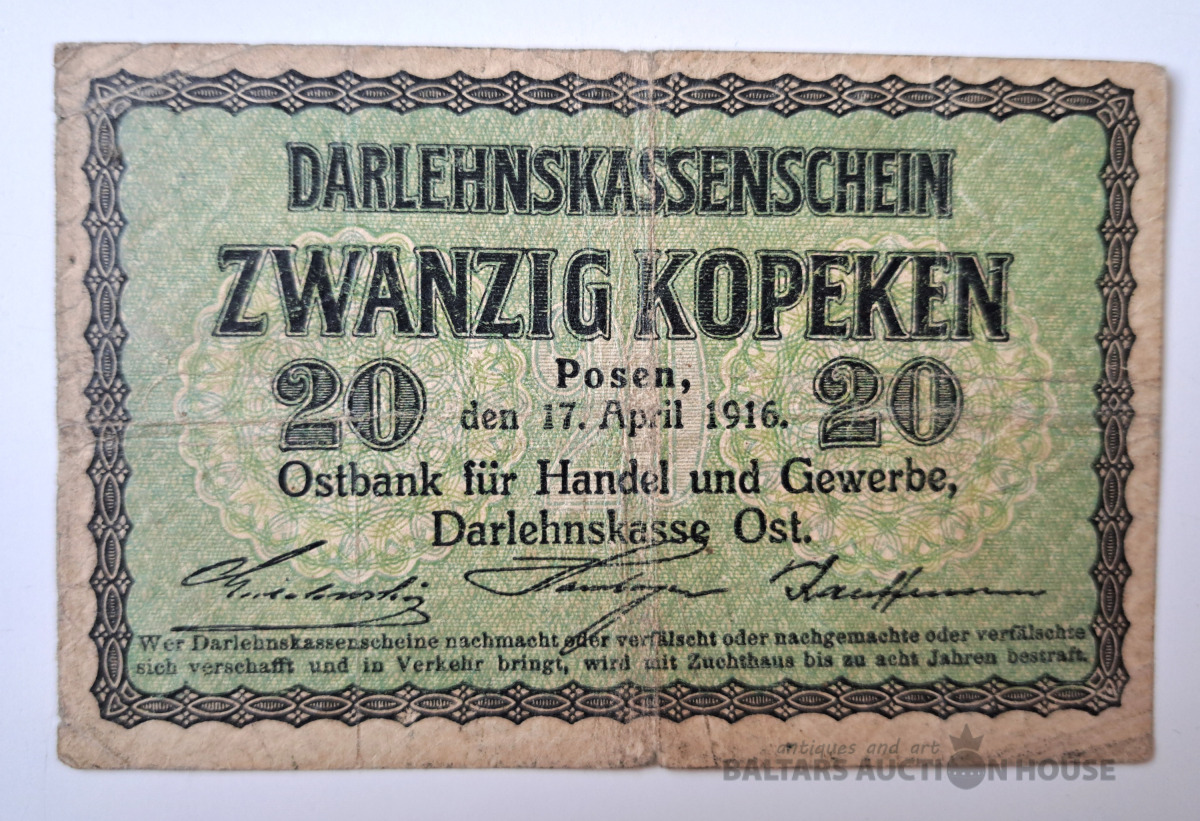 DARLEHNSKASSENSCHEIN
ZWANZIG KOPEKEN
20 Posen, 20
den 17. April 1916.
Ostbank für Handel und Gewerbe,
Darlehnskasse Ost.
Kauffmann
Wer Darlehnskassenscheine nachmacht oder verfälscht oder nachgemachte oder verfälschte
sich verschafft und in Verkehr bringt, wird mit Zuchthaus bis zu acht Jahren bestraft.
antiques and art
BALTARS AUCTION HOUSE